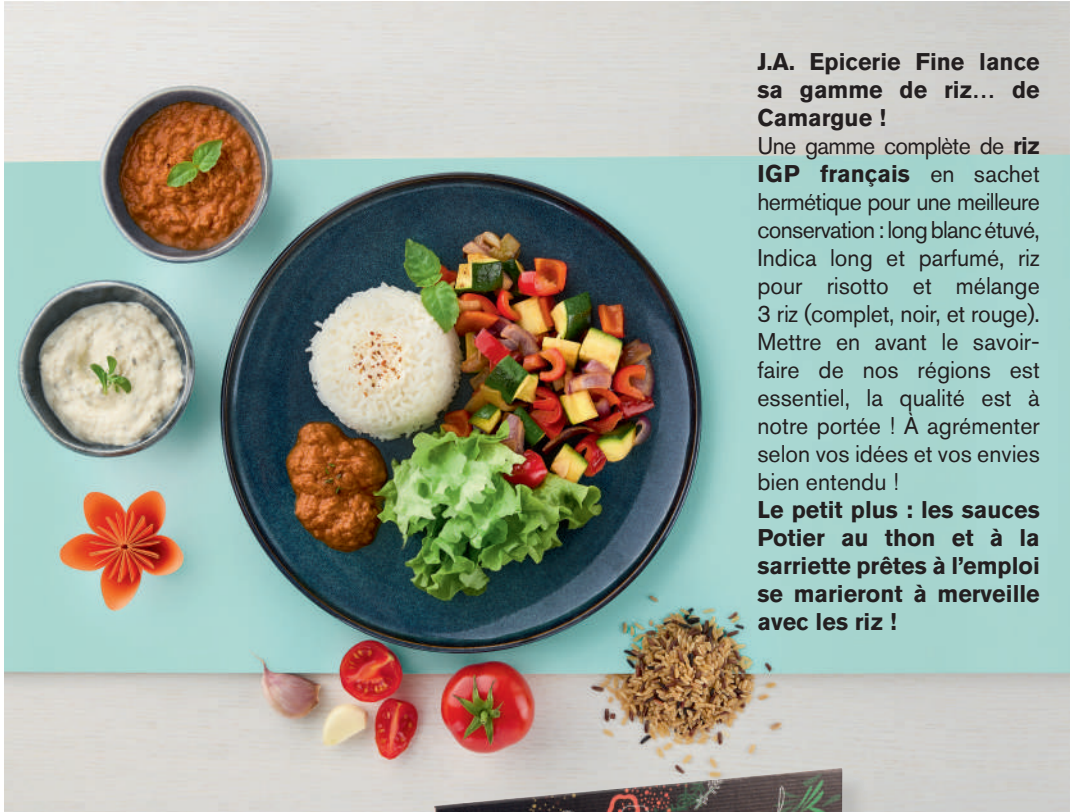 J.A. Epicerie Fine lance
sa gamme de riz… de
Camargue !
Une gamme complète de riz
IGP français en sachet
hermétique pour une meilleure
conservation : long blanc étuvé,
Indica long et parfumé, riz
pour risotto et mélange
3 riz (complet, noir, et rouge).
Mettre en avant le savoir-
faire de nos régions est
essentiel, la qualité est à
notre portée ! À agrémenter
selon vos idées et vos envies
bien entendu !
Le petit plus : les sauces
Potier au thon et à la
sarriette prêtes à l'emploi
se marieront à merveille
avec les riz !